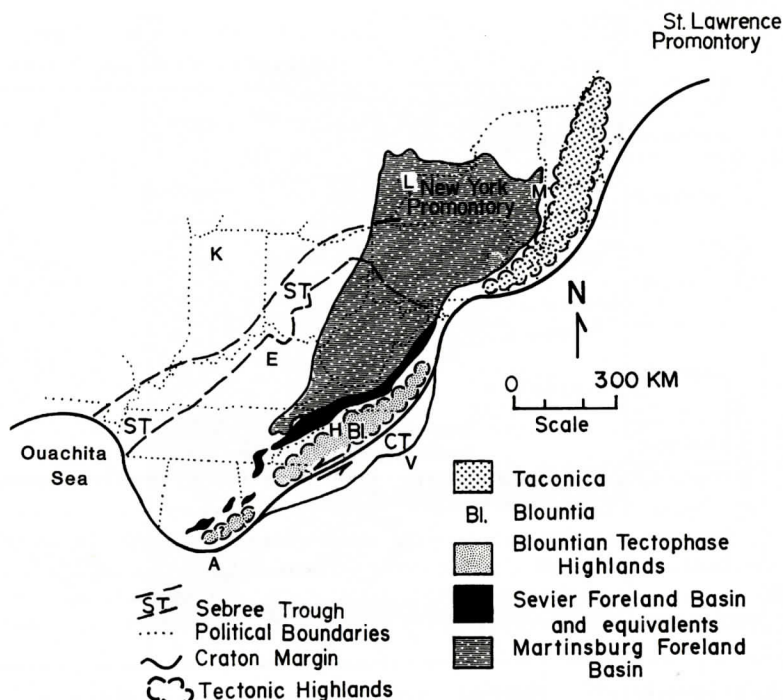 St. Lawrence
Promontory
L
New York
Promontory
M
K
ST
N
E
0 300 KM
Scale
ST
H
Bl.
CT
V
Ouachita
Sea
?
A
Taconica
Bl. Blountia
Blountian Tectophase
Highlands
Sevier Foreland Basin
and equivalents
Martinsburg Foreland
Basin
ST Sebree Trough
Political Boundaries
Craton Margin
Tectonic Highlands